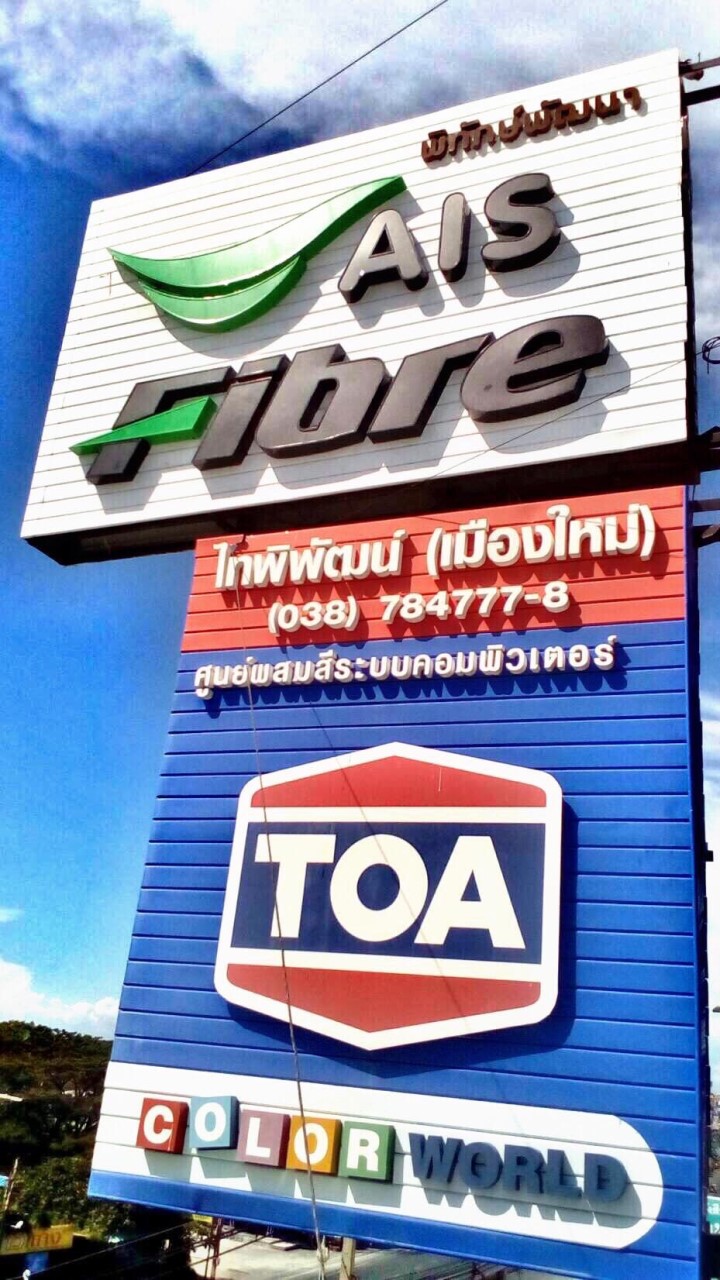 พิทักษ์พัฒนา
AIS
Fibre
ไทพิพัฒน์ (เมืองใหม่)
(038) 784777-8
ศูนย์ผสมสีระบบคอมพิวเตอร์
TOA
COLOR WORLD